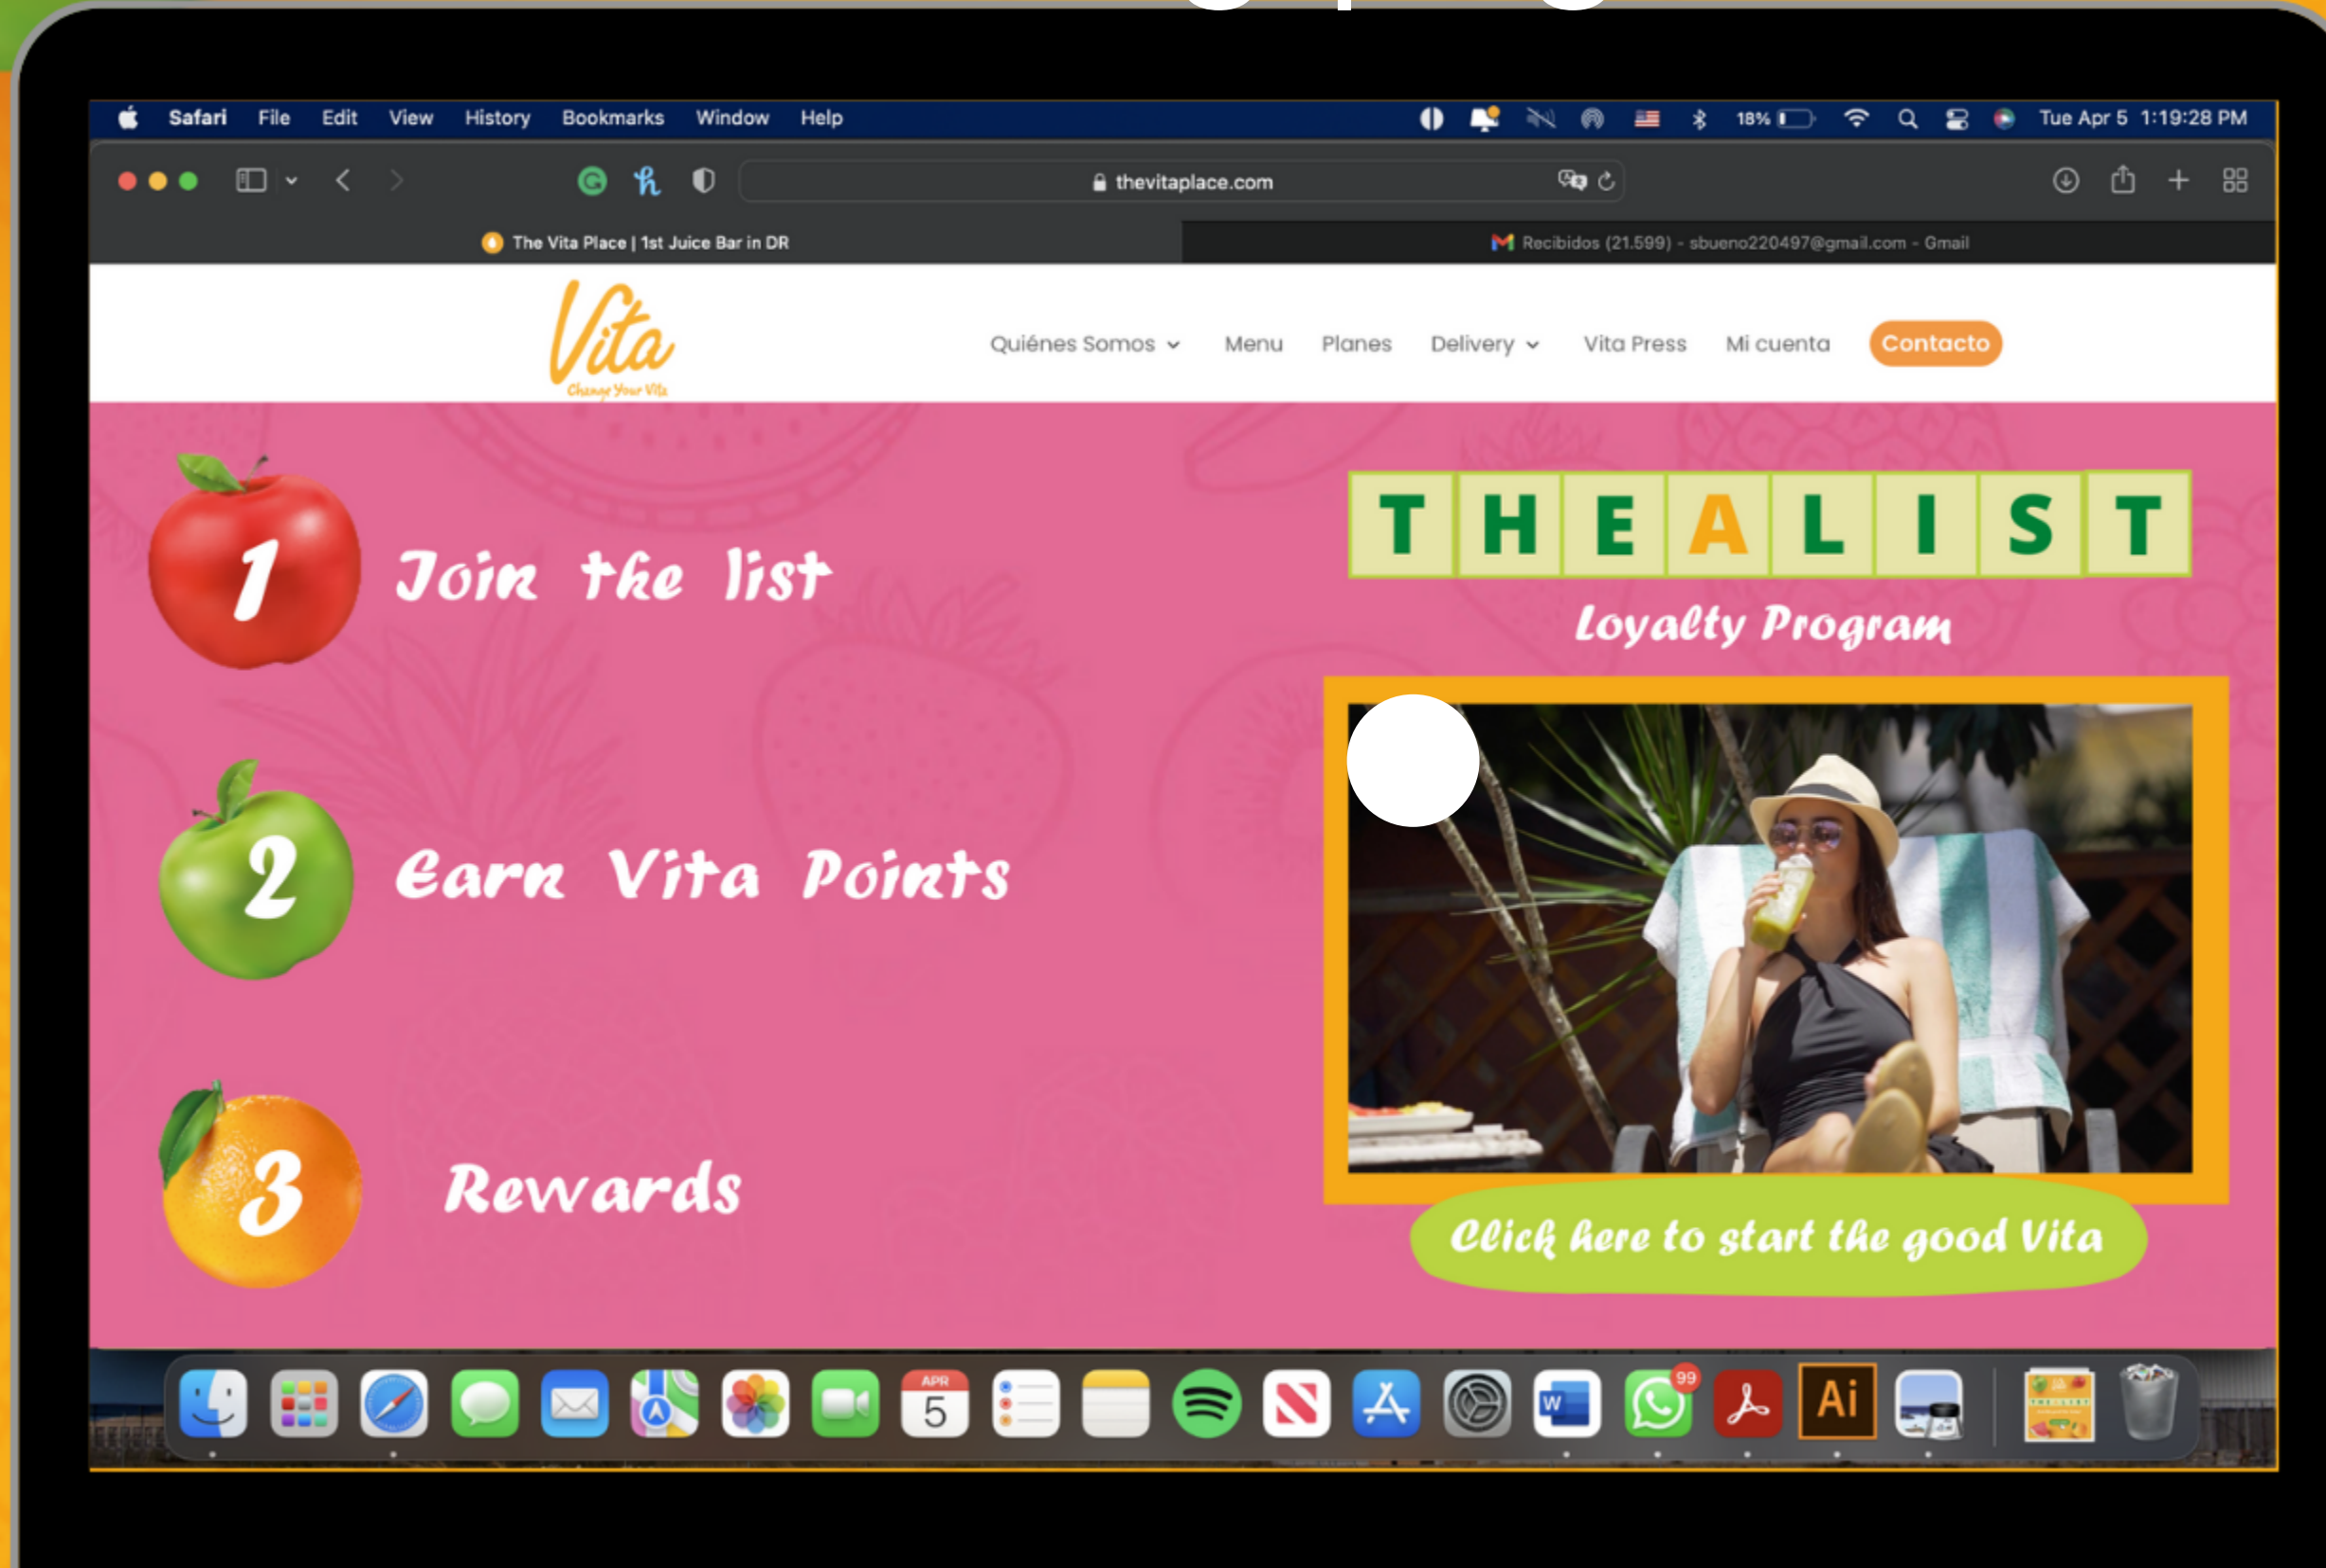 Safari File Edit View History Bookmarks Window Help 18% Tue Apr 5 1:19:28 PM
thevitaplace.com
The Vita Place | 1st Juice Bar in DR
Recibidos (21.599) - sbueno220497@gmail.com - Gmail
Vita
Change Your Vita
Quiénes Somos Menu Planes Delivery Vita Press Mi cuenta Contacto
1 Join the list
2 Earn Vita Points
3 Rewards
THEALIST
Loyalty Program
Click here to start the good Vita
APR
5
W
99
Ai